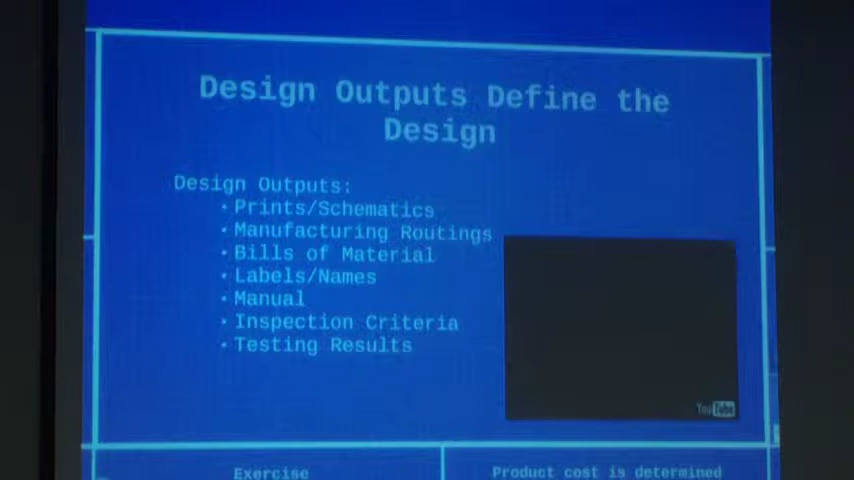 Design Outputs Define the
Design
Design Outputs:
• Prints/Schematics
• Manufacturing Routings
• Bills of Material
• Labels/Names
• Manual
• Inspection Criteria
• Testing Results
YouTube
Exercise
Product cost is determined